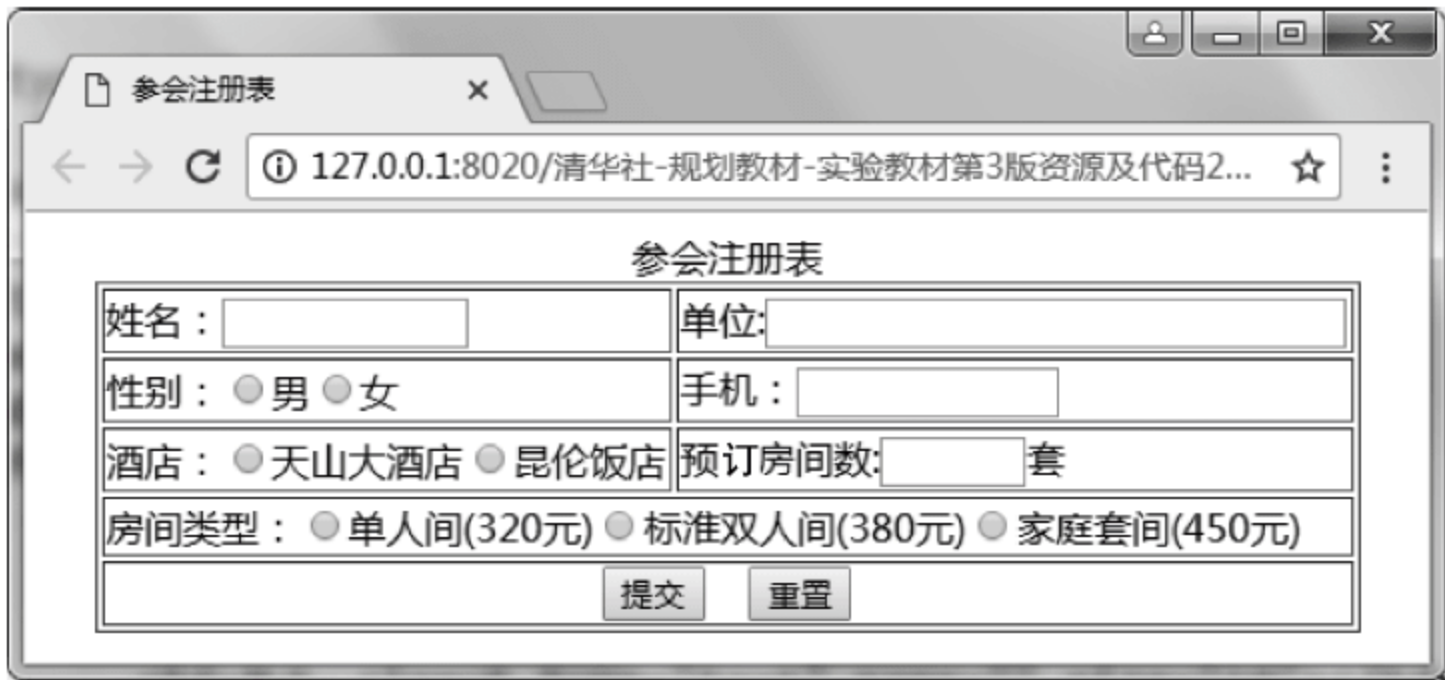 参会注册表
127.0.0.1:8020/清华社-规划教材-实验教材第3版资源及代码2...
参会注册表
姓名： 单位:
性别： 男 女 手机：
酒店： 天山大酒店 昆伦饭店 预订房间数: 套
房间类型： 单人间(320元) 标准双人间(380元) 家庭套间(450元)
提交 重置